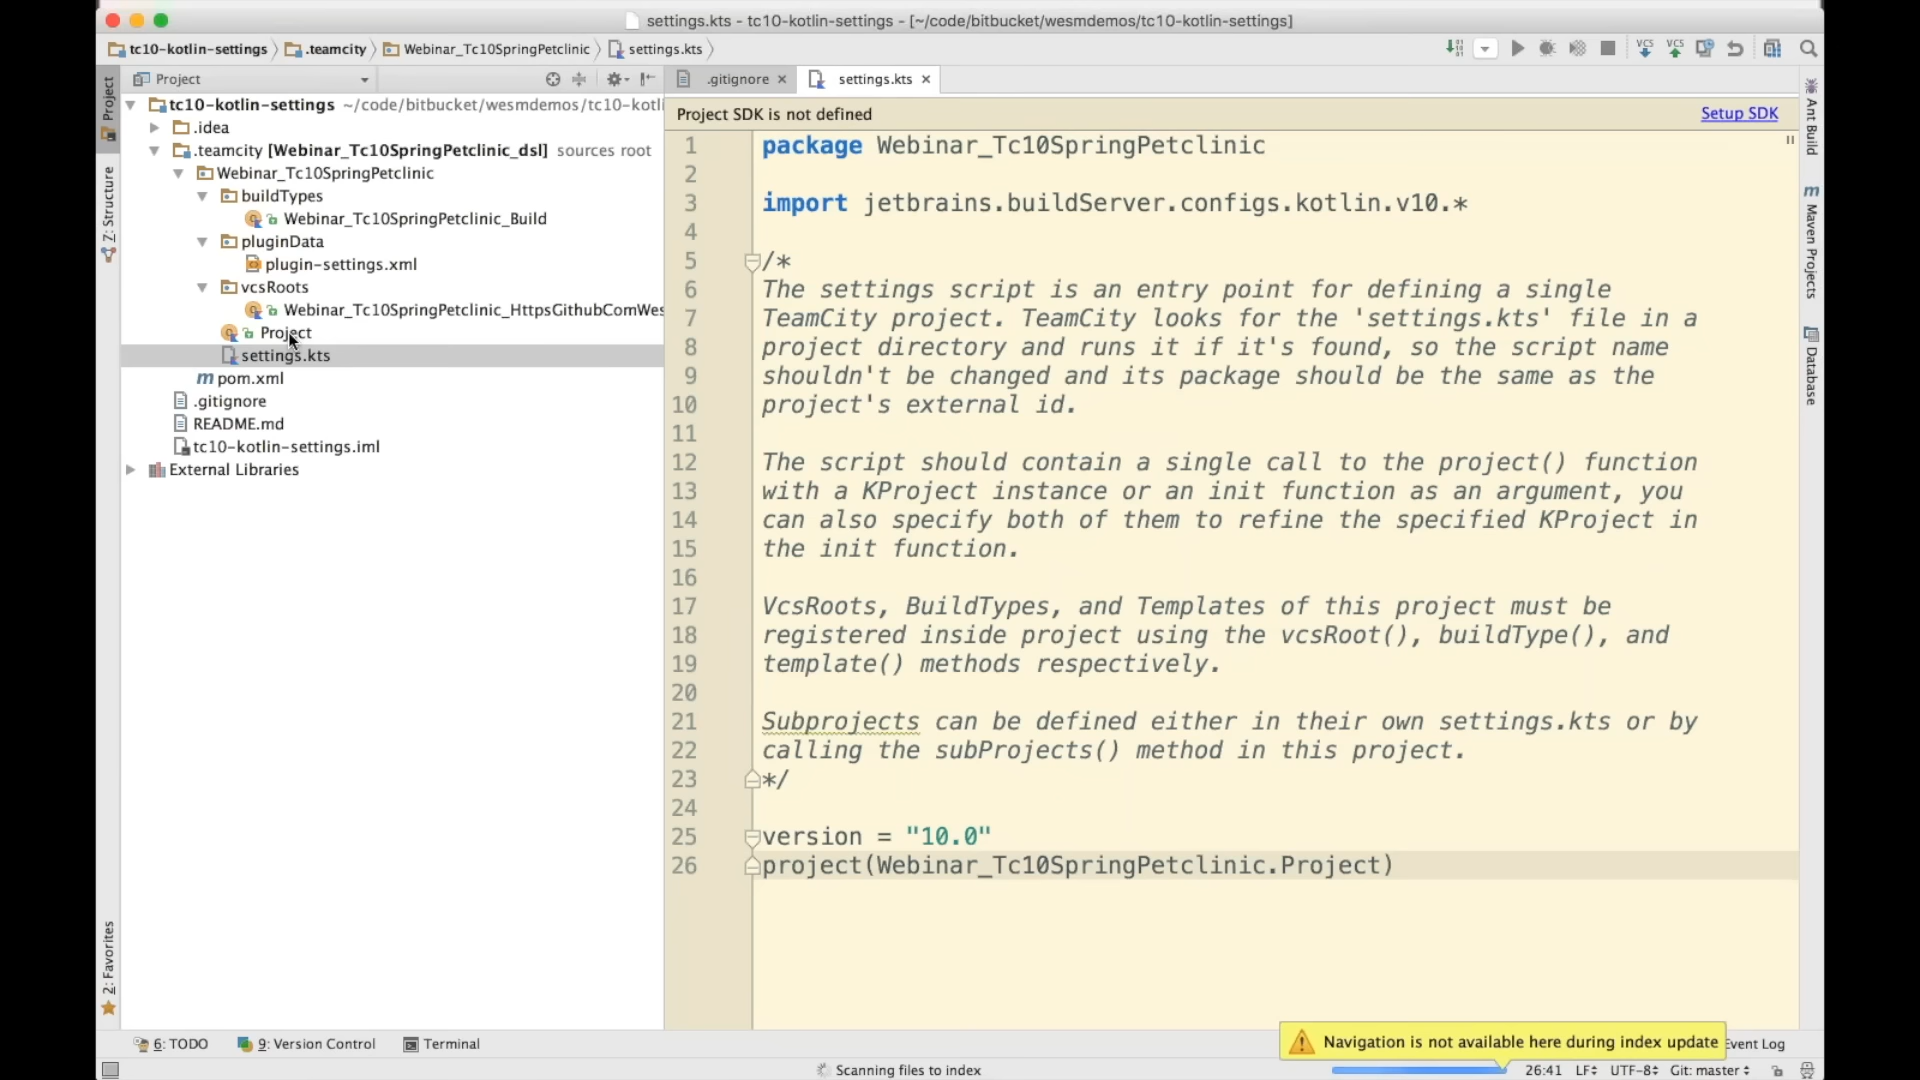 settings.kts - tc10-kotlin-settings - [~/code/bitbucket/wesmdemos/tc10-kotlin-settings]
tc10-kotlin-settings .teamcity Webinar_Tc10SpringPetclinic settings.kts
VCS VCS
Project
.gitignore settings.kts
tc10-kotlin-settings ~/code/bitbucket/wesmdemos/tc10-kotl
.idea
.teamcity [Webinar_Tc10SpringPetclinic_dsl] sources root
Webinar_Tc10SpringPetclinic
buildTypes
Webinar_Tc10SpringPetclinic_Build
pluginData
plugin-settings.xml
vcsRoots
Webinar_Tc10SpringPetclinic_HttpsGithubComWes
Project
settings.kts
m pom.xml
.gitignore
README.md
tc10-kotlin-settings.iml
External Libraries
Project
Z: Structure
2: Favorites
Project SDK is not defined Setup SDK
1 package Webinar_Tc10SpringPetclinic
2
3 import jetbrains.buildServer.configs.kotlin.v10.*
4
5 /*
6 The settings script is an entry point for defining a single
7 TeamCity project. TeamCity looks for the 'settings.kts' file in a
8 project directory and runs it if it's found, so the script name
9 shouldn't be changed and its package should be the same as the
10 project's external id.
11
12 The script should contain a single call to the project() function
13 with a KProject instance or an init function as an argument, you
14 can also specify both of them to refine the specified KProject in
15 the init function.
16
17 VcsRoots, BuildTypes, and Templates of this project must be
18 registered inside project using the vcsRoot(), buildType(), and
19 template() methods respectively.
20
21 Subprojects can be defined either in their own settings.kts or by
22 calling the subProjects() method in this project.
23 */
24
25 version = "10.0"
26 project(Webinar_Tc10SpringPetclinic.Project)
Ant Build
m Maven Projects
Database
6: TODO 9: Version Control Terminal
Navigation is not available here during index update
Event Log
Scanning files to index
26:41 LF UTF-8 Git: master